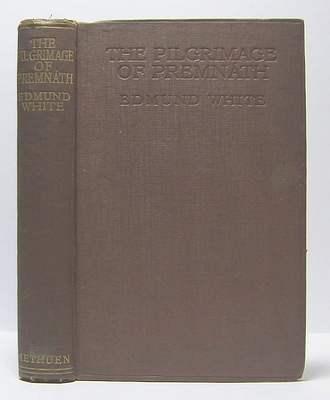 THE
PILGRIMAGE
OF
PREMNATH
EDMUND
WHITE
METHUEN
THE PILGRIMAGE
OF PREMNATH
EDMUND WHITE